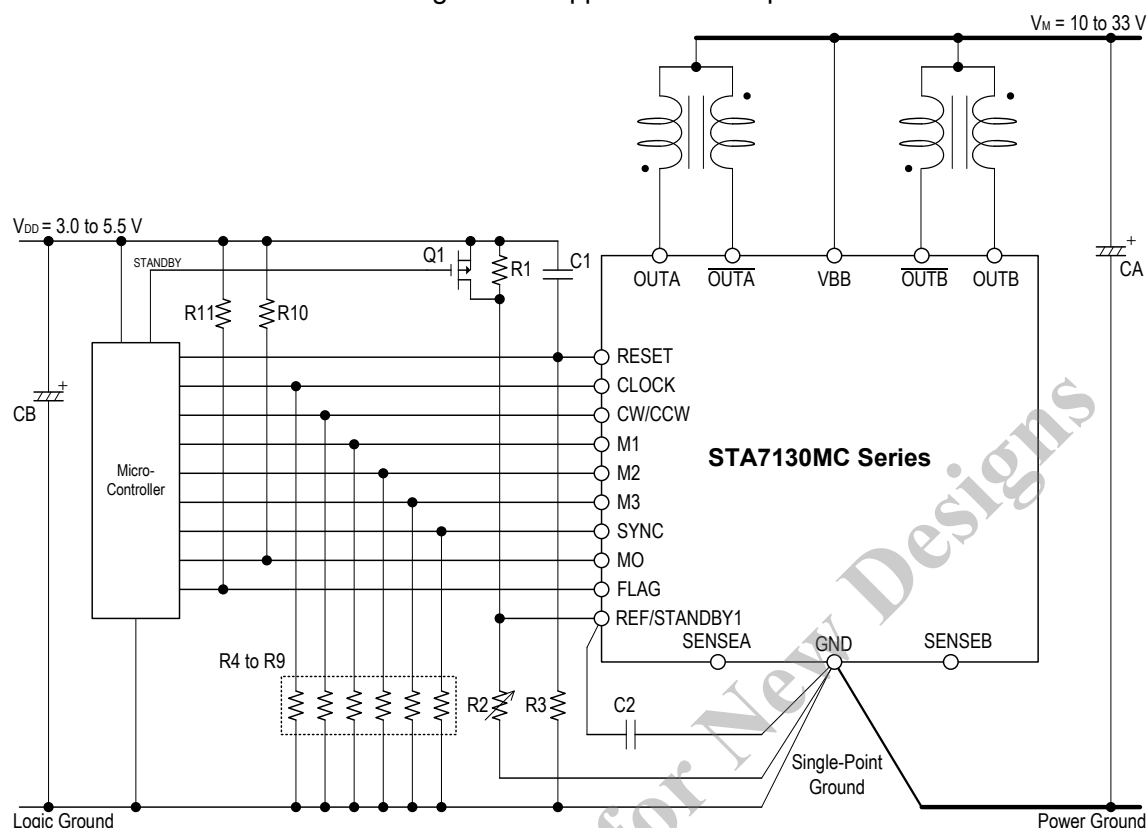 VM = 10 to 33 V
VDD = 3.0 to 5.5 V
STANDBY
Q1
R1
C1
OUTA
OUTA
VBB
OUTB
OUTB
CA
+
R11
R10
CB
+
Micro-
Controller
RESET
CLOCK
CW/CCW
M1
M2
M3
SYNC
MO
FLAG
REF/STANDBY1
STA7130MC Series
SENSEA
GND
SENSEB
R4 to R9
R2
R3
C2
Single-Point
Ground
Logic Ground
Power Ground
for New Designs